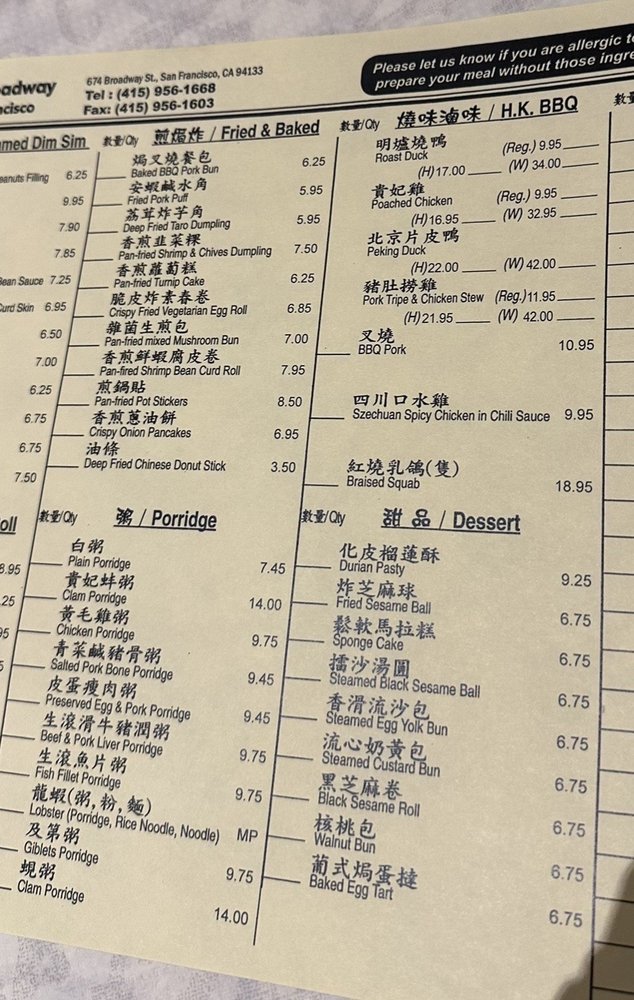 oadway
ncisco
674 Broadway St., San Francisco, CA 94133
Tel : (415) 956-1668
Fax: (415) 956-1603
Please let us know if you are allergic to
prepare your meal without those ingre
amed Dim Sim
eanuts Filling 6.25
9.95
7.90
7.85
Bean Sauce 7.25
Curd Skin 6.95
6.50
7.00
6.25
6.75
6.75
7.50
數量/Qty 煎焗炸 / Fried & Baked
焗叉燒餐包
Baked BBQ Pork Bun 6.25
安蝦鹹水角
Fried Pork Puff 5.95
荔茸炸芋角
Deep Fried Taro Dumpling 5.95
香煎韭菜粿
Pan-fried Shrimp & Chives Dumpling 7.50
香煎蘿蔔糕
Pan-fried Turnip Cake 6.25
脆皮炸素春卷
Crispy Fried Vegetarian Egg Roll 6.85
雜菌生煎包
Pan-fried mixed Mushroom Bun 7.00
香煎鮮蝦腐皮卷
Pan-fired Shrimp Bean Curd Roll 7.95
煎鍋貼
Pan-fried Pot Stickers 8.50
香煎蔥油餅
Crispy Onion Pancakes 6.95
油條
Deep Fried Chinese Donut Stick 3.50
數量/Qty 燒味滷味 / H.K. BBQ
明爐燒鴨
Roast Duck (Reg.) 9.95
(H)17.00 (W) 34.00
貴妃雞
Poached Chicken (Reg.) 9.95
(H)16.95 (W) 32.95
北京片皮鴨
Peking Duck
(H)22.00 (W) 42.00
豬肚撈雞
Pork Tripe & Chicken Stew (Reg.)11.95
(H)21.95 (W) 42.00
叉燒
BBQ Pork 10.95
四川口水雞
Szechuan Spicy Chicken in Chili Sauce 9.95
紅燒乳鴿(隻)
Braised Squab 18.95
數量
oll
8.95
.25
95
5
數量/Qty 粥 / Porridge
白粥
Plain Porridge 7.45
貴妃蚌粥
Clam Porridge 14.00
黃毛雞粥
Chicken Porridge 9.75
青菜鹹豬骨粥
Salted Pork Bone Porridge 9.45
皮蛋瘦肉粥
Preserved Egg & Pork Porridge 9.45
生滾滑牛豬潤粥
Beef & Pork Liver Porridge 9.75
生滾魚片粥
Fish Fillet Porridge 9.75
龍蝦(粥,粉,麵)
Lobster (Porridge, Rice Noodle, Noodle) MP
及第粥
Giblets Porridge 9.75
蜆粥
Clam Porridge 14.00
數量/Qty 甜品 / Dessert
化皮榴蓮酥
Durian Pasty 9.25
炸芝麻球
Fried Sesame Ball 6.75
鬆軟馬拉糕
Sponge Cake 6.75
擂沙湯圓
Steamed Black Sesame Ball 6.75
香滑流沙包
Steamed Egg Yolk Bun 6.75
流心奶黃包
Steamed Custard Bun 6.75
黑芝麻卷
Black Sesame Roll 6.75
核桃包
Walnut Bun 6.75
葡式焗蛋撻
Baked Egg Tart 6.75